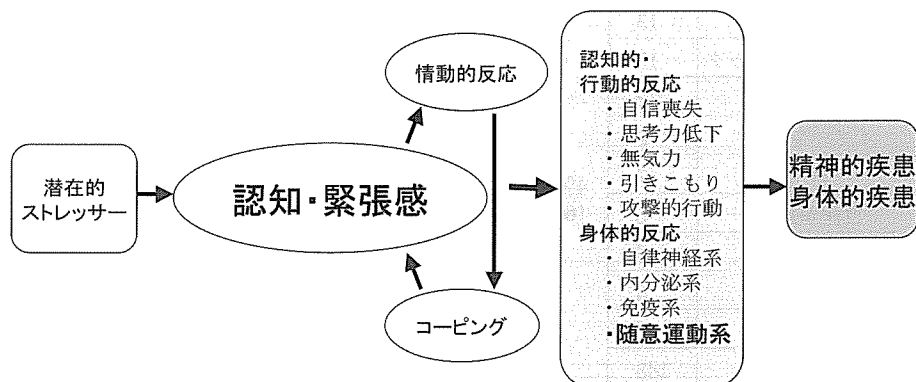 潜在的
ストレッサー
認知・緊張感
情動的反応
コーピング
認知的・
行動的反応
・自信喪失
・思考力低下
・無気力
・引きこもり
・攻撃的行動
身体的反応
・自律神経系
・内分泌系
・免疫系
・随意運動系
精神的疾患
身体的疾患